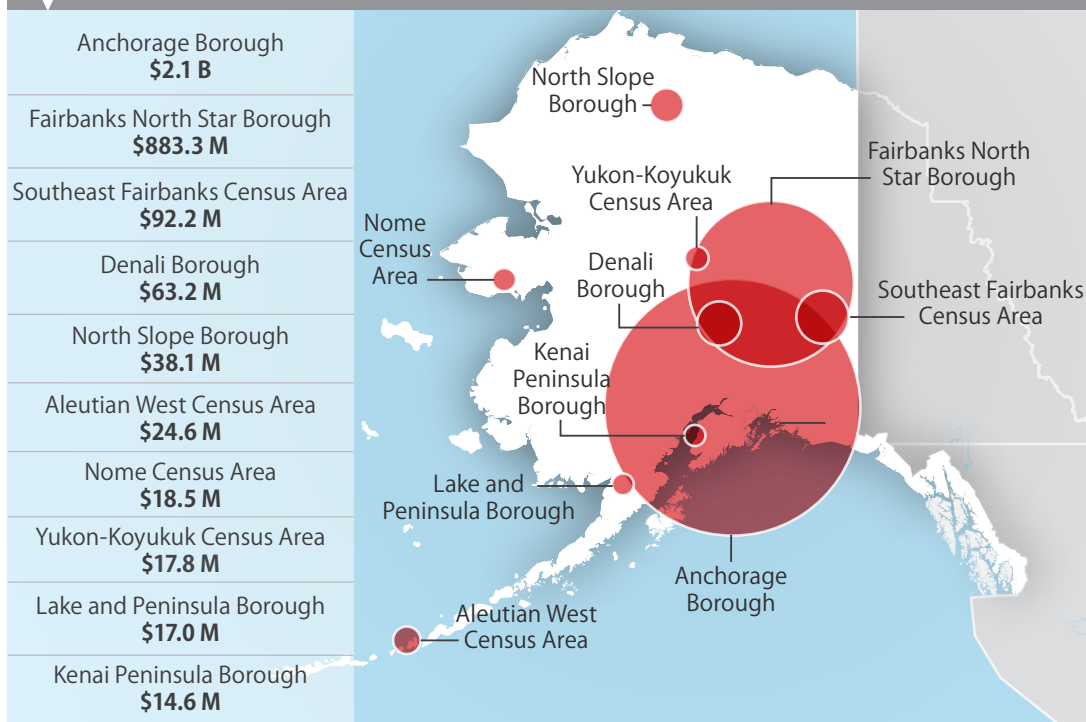 Anchorage Borough
$2.1 B
Fairbanks North Star Borough
$883.3 M
Southeast Fairbanks Census Area
$92.2 M
Denali Borough
$63.2 M
North Slope Borough
$38.1 M
Aleutian West Census Area
$24.6 M
Nome Census Area
$18.5 M
Yukon-Koyukuk Census Area
$17.8 M
Lake and Peninsula Borough
$17.0 M
Kenai Peninsula Borough
$14.6 M
North Slope
Borough
Fairbanks North
Star Borough
Yukon-Koyukuk
Census Area
Nome
Census
Area
Denali
Borough
Southeast Fairbanks
Census Area
Kenai
Peninsula
Borough
Lake and
Peninsula Borough
Anchorage
Borough
Aleutian West
Census Area